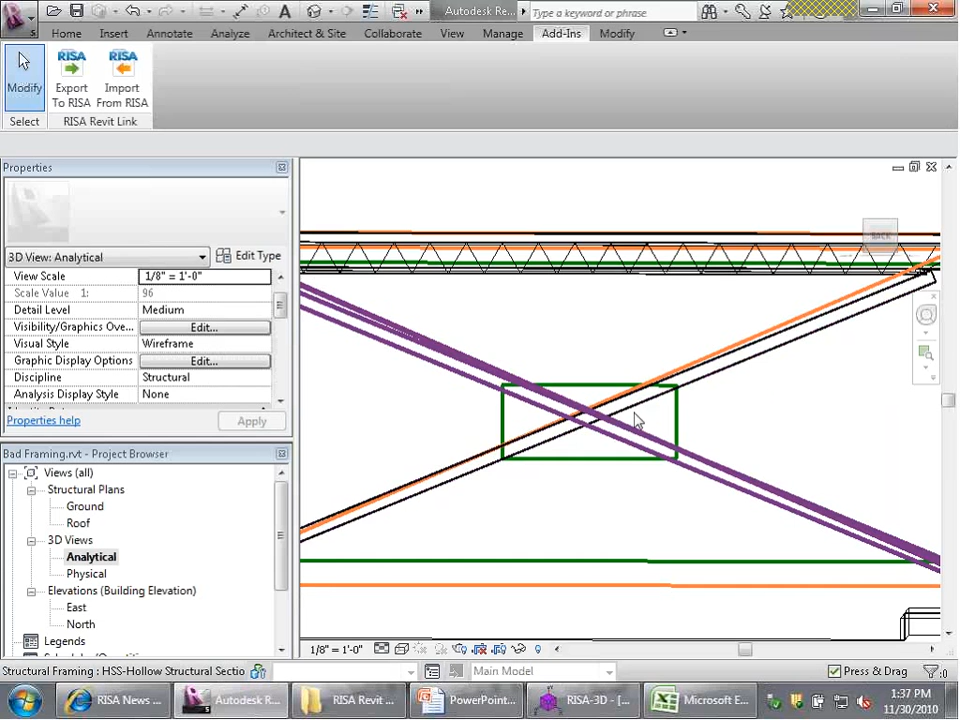 Autodesk Re...
Type a keyword or phrase
Home Insert Annotate Analyze Architect & Site Collaborate View Manage Add-Ins Modify
Modify
RISA
Export
To RISA
RISA
Import
From RISA
Select
RISA Revit Link
Properties
3D View: Analytical
Edit Type
View Scale 1/8" = 1'-0"
Scale Value 1: 96
Detail Level Medium
Visibility/Graphics Ove... Edit...
Visual Style Wireframe
Graphic Display Options Edit...
Discipline Structural
Analysis Display Style None
Properties help
Apply
Bad Framing.rvt - Project Browser
Views (all)
Structural Plans
Ground
Roof
3D Views
Analytical
Physical
Elevations (Building Elevation)
East
North
Legends
BACK
1/8" = 1'-0"
Structural Framing : HSS-Hollow Structural Sectio
Main Model
Press & Drag
:0
RISA News ...
Autodesk R...
RISA Revit ...
PowerPoint...
RISA-3D - [...
Microsoft E...
1:37 PM
11/30/2010